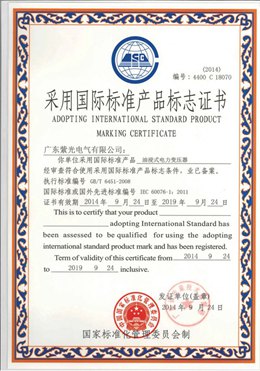 (2014)
编号：4400 C 18070
采用国际标准产品标志证书
ADOPTING INTERNATIONAL STANDARD PRODUCT
MARKING CERTIFICATE
广东紫光电气有限公司：
你单位采用国际标准产品 油浸式电力变压器
经审查符合使用采用国际标准产品标志条件，业已备案。
执行标准编号 GB/T 6451-2008
国际标准或国外先进标准编号 IEC 60076-1：2011
证书有效期 2014 年 9 月 24 日至 2019 年 9 月 24 日
This is to certify that your product
adopting International Standard has
been assessed to be qualified for using the adopting
international standard product mark and has been registered.
Term of validity of this certificate from 2014 9 24
to 2019 9 24 inclusive.
发证单位(盖章)
2014 年 9 月 24 日
国家标准化管理委员会制